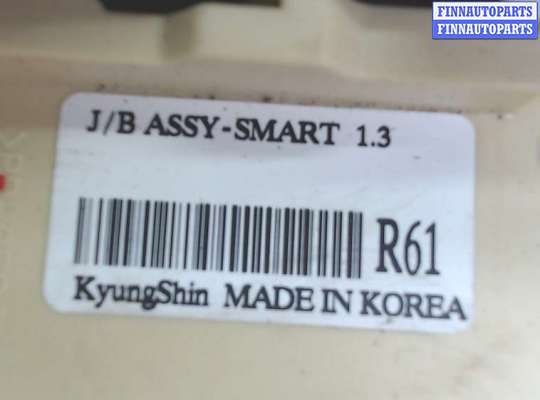 FINNAUTOPARTS
FINNAUTOPARTS
J/B ASSY-SMART 1.3
R61
KyungShin MADE IN KOREA